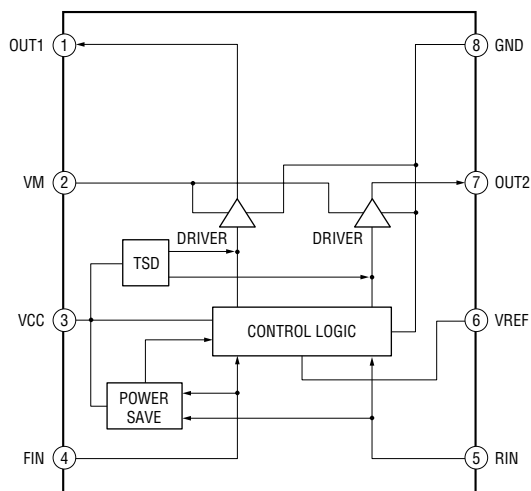 OUT1 1
8 GND
VM 2
7 OUT2
DRIVER
DRIVER
TSD
VCC 3
CONTROL LOGIC
6 VREF
POWER
SAVE
FIN 4
5 RIN